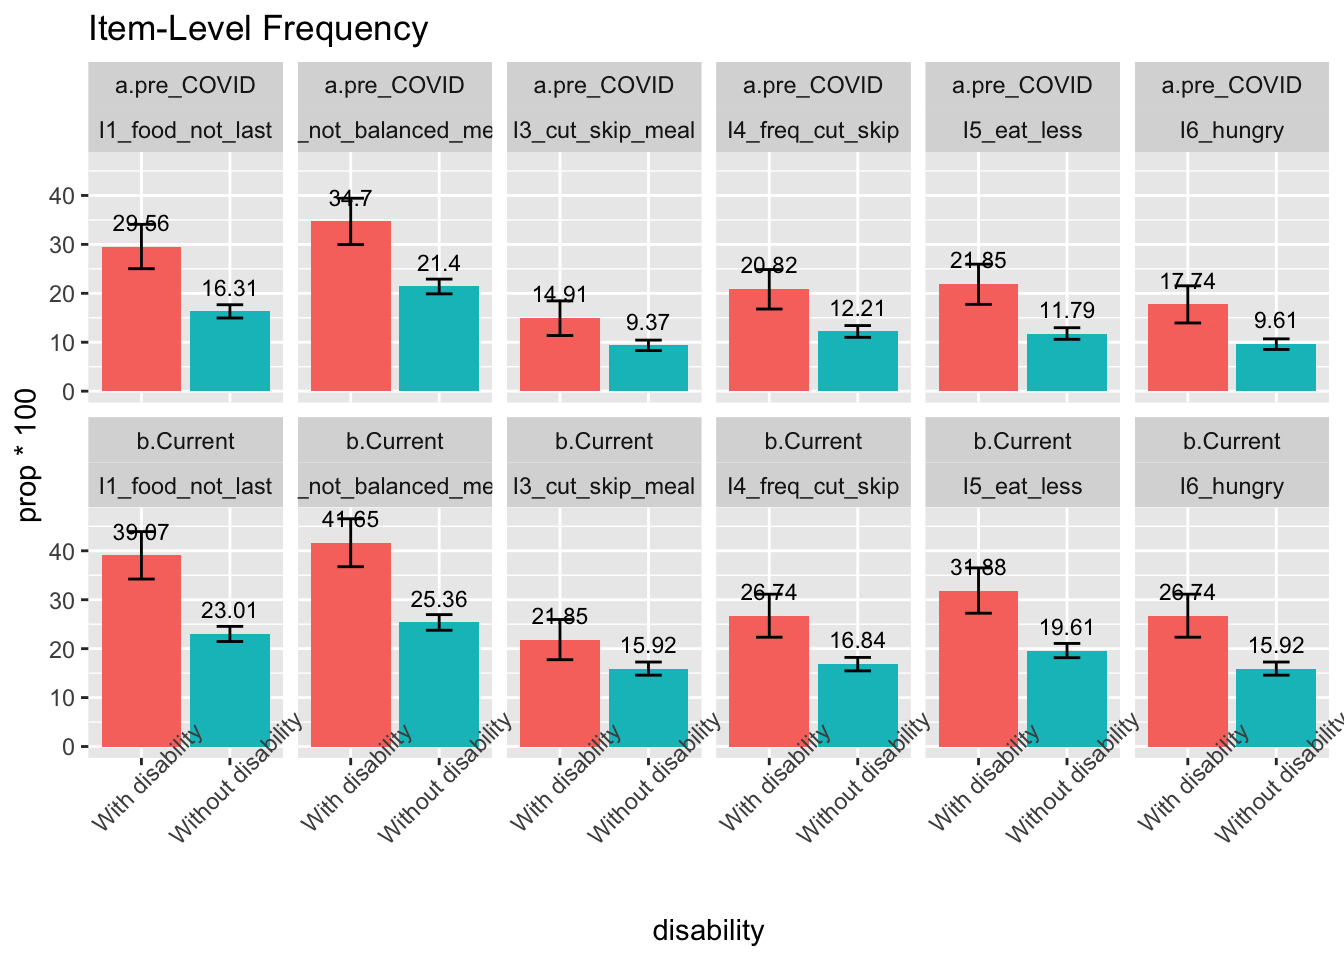 Item-Level Frequency
a.pre_COVID a.pre_COVID a.pre_COVID a.pre_COVID a.pre_COVID a.pre_COVID
I1_food_not_last _not_balanced_me I3_cut_skip_meal I4_freq_cut_skip I5_eat_less I6_hungry
40
30
20
10
0
29.56 16.31 34.7 21.4 14.91 9.37 20.82 12.21 21.85 11.79 17.74 9.61
prop * 100
b.Current b.Current b.Current b.Current b.Current b.Current
I1_food_not_last _not_balanced_me I3_cut_skip_meal I4_freq_cut_skip I5_eat_less I6_hungry
40
30
20
10
0
39.07 23.01 41.65 25.36 21.85 15.92 26.74 16.84 31.88 19.61 26.74 15.92
With disability Without disability With disability Without disability With disability Without disability With disability Without disability With disability Without disability With disability Without disability
disability